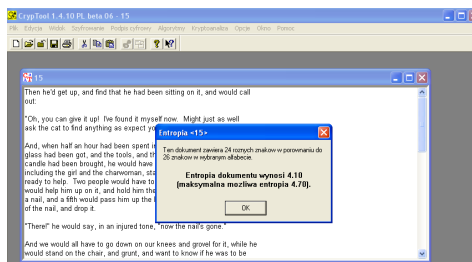 CrypTool 1.4.10 PL beta 06 - 15
Plik Edycja Widok Szyfrowanie Podpis cyfrowy Algorytmy Kryptoanaliza Opcje Okno Pomoc
15
Then he'd get up, and find that he had been sitting on it, and would call
out:
"Oh, you can give it up! I've found it myself now. Might just as well
ask the cat to find anything as expect yo
And, when half an hour had been spent in
glass had been got, and the tools, and th
candle had been brought, he would have
including the girl and the charwoman, sta
ready to help. Two people would have to
would help him up on it, and hold him the
a nail, and a fifth would pass him up the
of the nail, and drop it.
"There!" he would say, in an injured tone, "now the nail's gone."
And we would all have to go down on our knees and grovel for it, while he
would stand on the chair, and grunt, and want to know if he was to be
Entropia <15>
Ten dokument zawiera 24 roznych znakow w porownaniu do
26 znakow w wybranym alfabecie.
Entropia dokumentu wynosi 4.10
(maksymalna mozliwa entropia 4.70).
OK